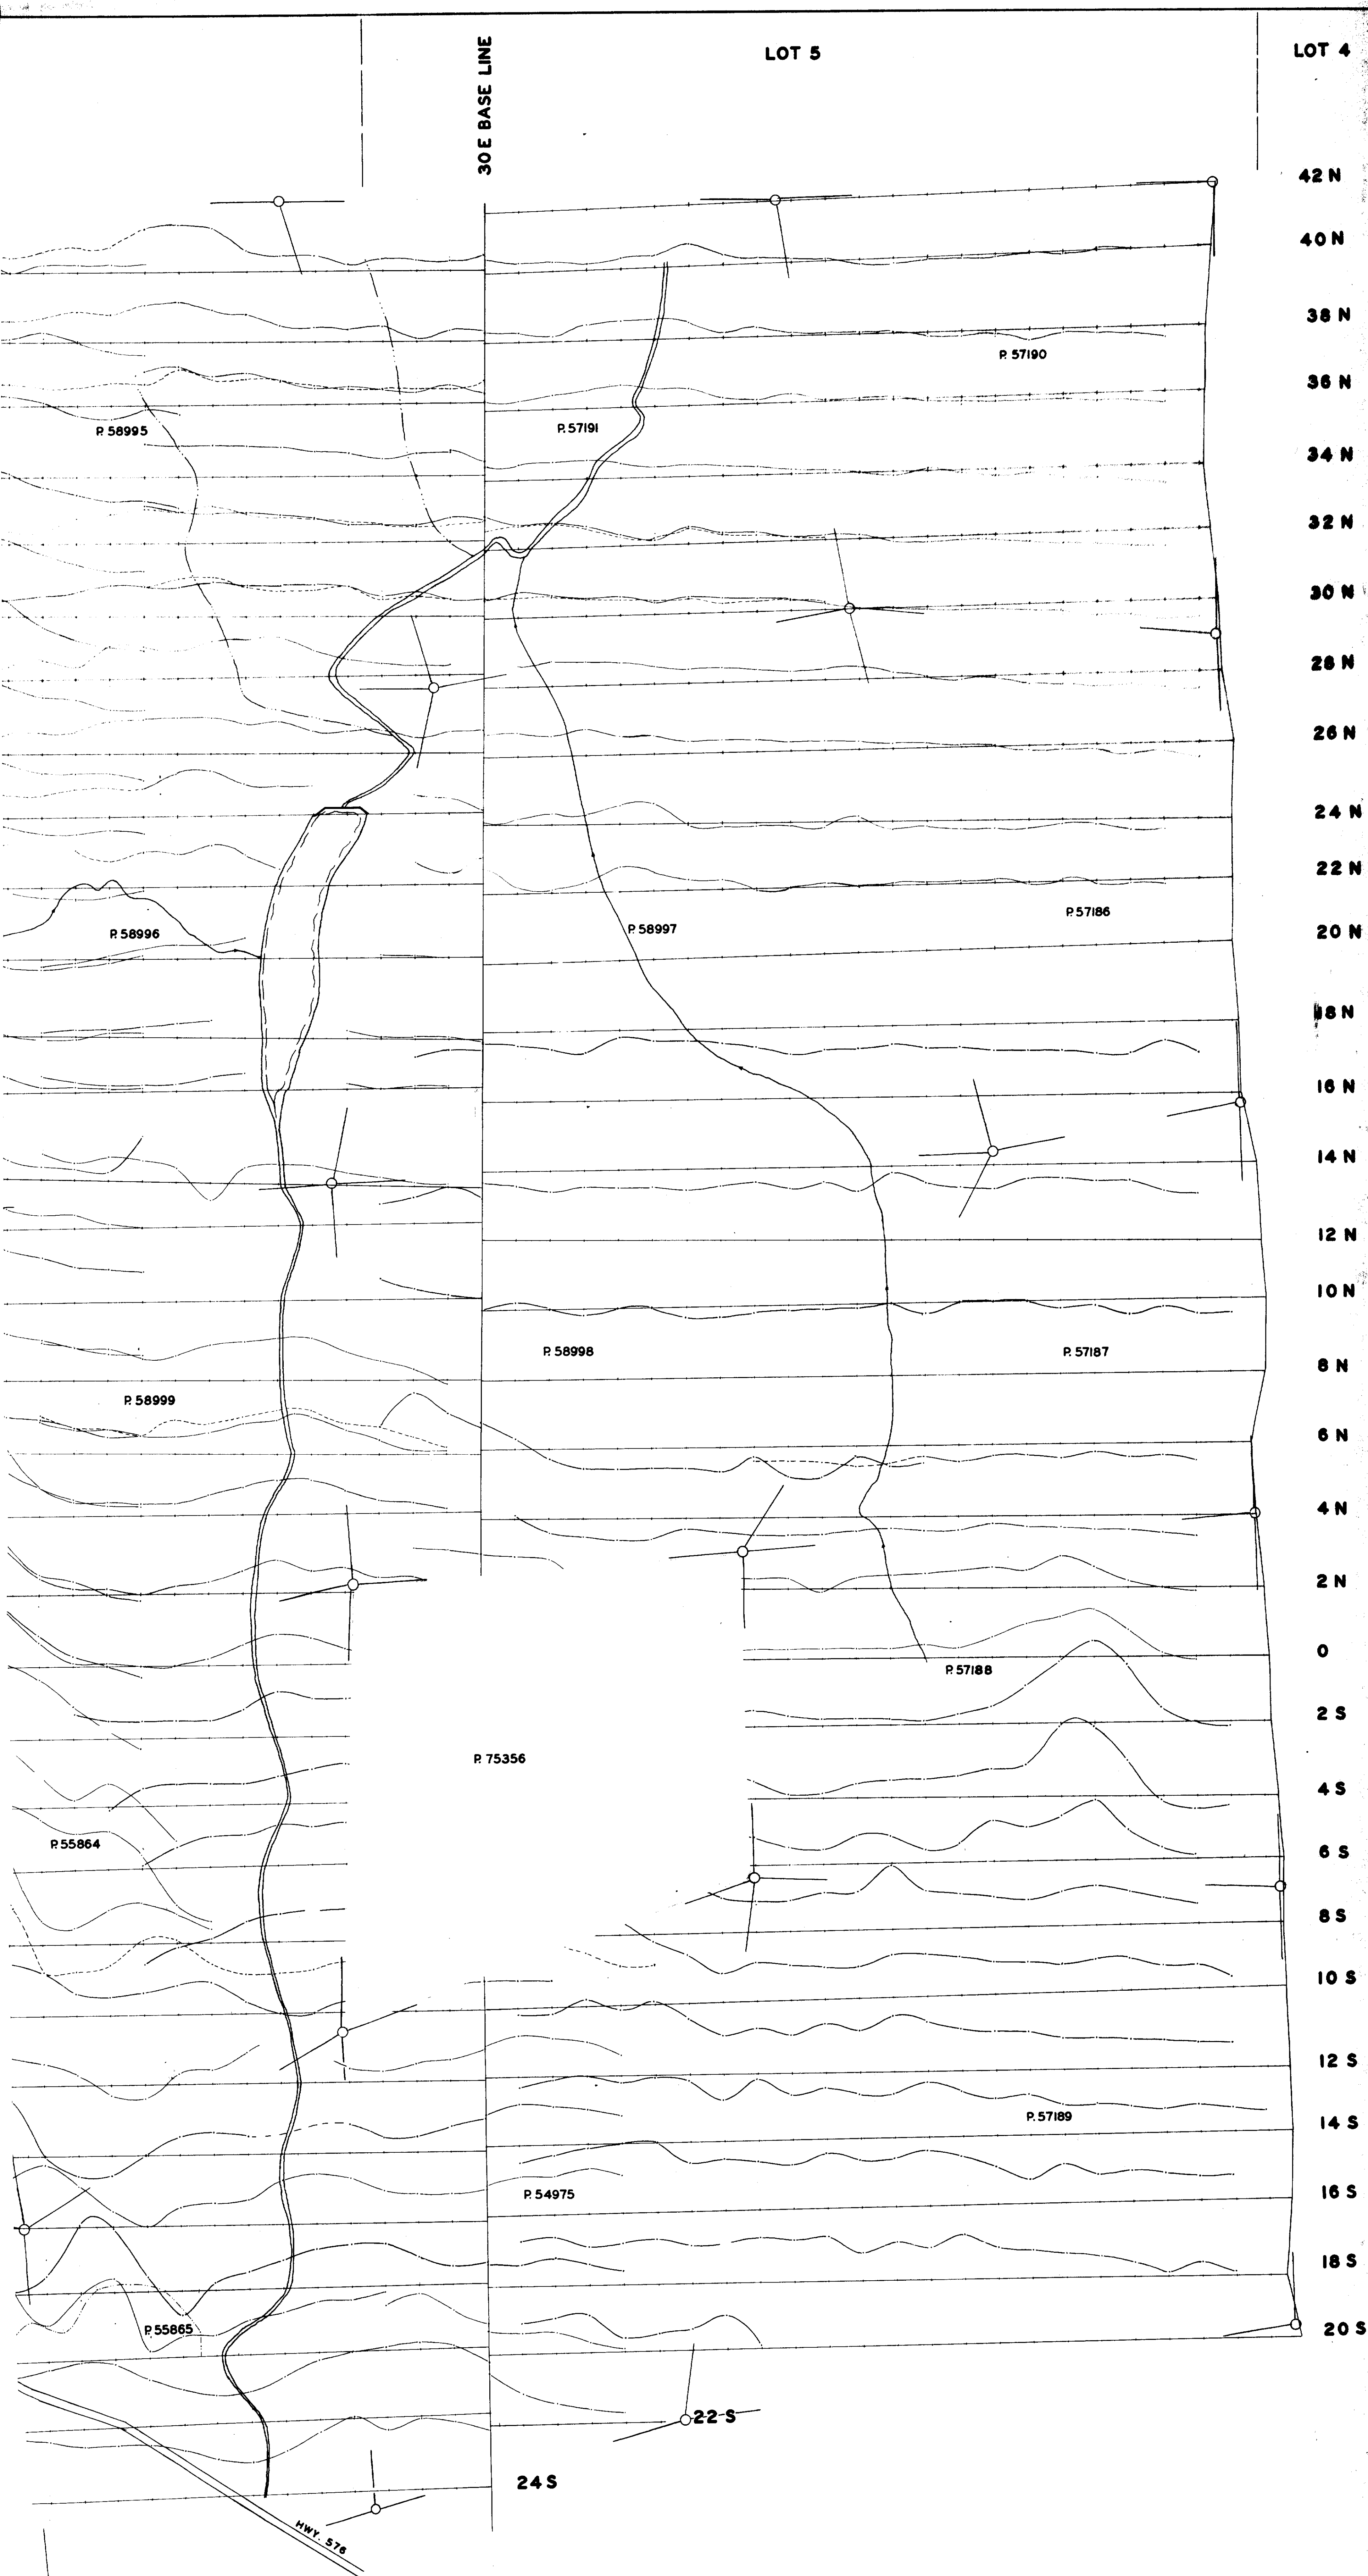 LOT 5
LOT 4
30 E BASE LINE
42 N
40 N
38 N
P. 57190
36 N
P. 58995
P. 57191
34 N
32 N
30 N
28 N
26 N
24 N
22 N
P. 57186
P. 58996
P. 58997
20 N
18 N
16 N
14 N
12 N
10 N
P. 58998
P. 57187
8 N
P. 58999
6 N
4 N
2 N
0
P. 57188
2 S
P. 75356
4 S
P. 55864
6 S
8 S
10 S
12 S
P. 57189
14 S
P. 54975
16 S
18 S
P. 55865
20 S
22 S
24 S
HWY. 576